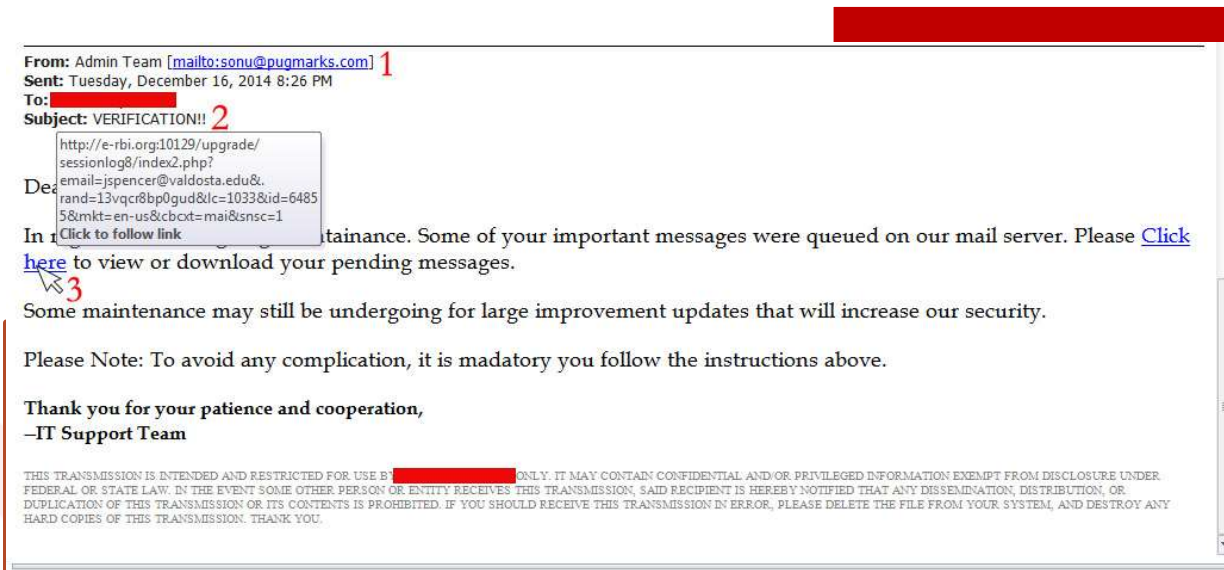 From: Admin Team [mailto:sonu@pugmarks.com] 1
Sent: Tuesday, December 16, 2014 8:26 PM
To:
Subject: VERIFICATION!! 2
http://e-rbi.org:10129/upgrade/
sessionlog8/index2.php?
email=jspencer@valdosta.edu&.
rand=13vqcr8bp0gud&lc=1033&id=6485
5&mkt=en-us&cbcxt=mai&snsc=1
Click to follow link
In tainance. Some of your important messages were queued on our mail server. Please Click
here to view or download your pending messages.
3
Some maintenance may still be undergoing for large improvement updates that will increase our security.
Please Note: To avoid any complication, it is madatory you follow the instructions above.
Thank you for your patience and cooperation,
–IT Support Team
THIS TRANSMISSION IS INTENDED AND RESTRICTED FOR USE BY ONLY. IT MAY CONTAIN CONFIDENTIAL AND/OR PRIVILEGED INFORMATION EXEMPT FROM DISCLOSURE UNDER
FEDERAL OR STATE LAW. IN THE EVENT SOME OTHER PERSON OR ENTITY RECEIVES THIS TRANSMISSION, SAID RECIPIENT IS HEREBY NOTIFIED THAT ANY DISSEMINATION, DISTRIBUTION, OR
DUPLICATION OF THIS TRANSMISSION OR ITS CONTENTS IS PROHIBITED. IF YOU SHOULD RECEIVE THIS TRANSMISSION IN ERROR, PLEASE DELETE THE FILE FROM YOUR SYSTEM, AND DESTROY ANY
HARD COPIES OF THIS TRANSMISSION. THANK YOU.